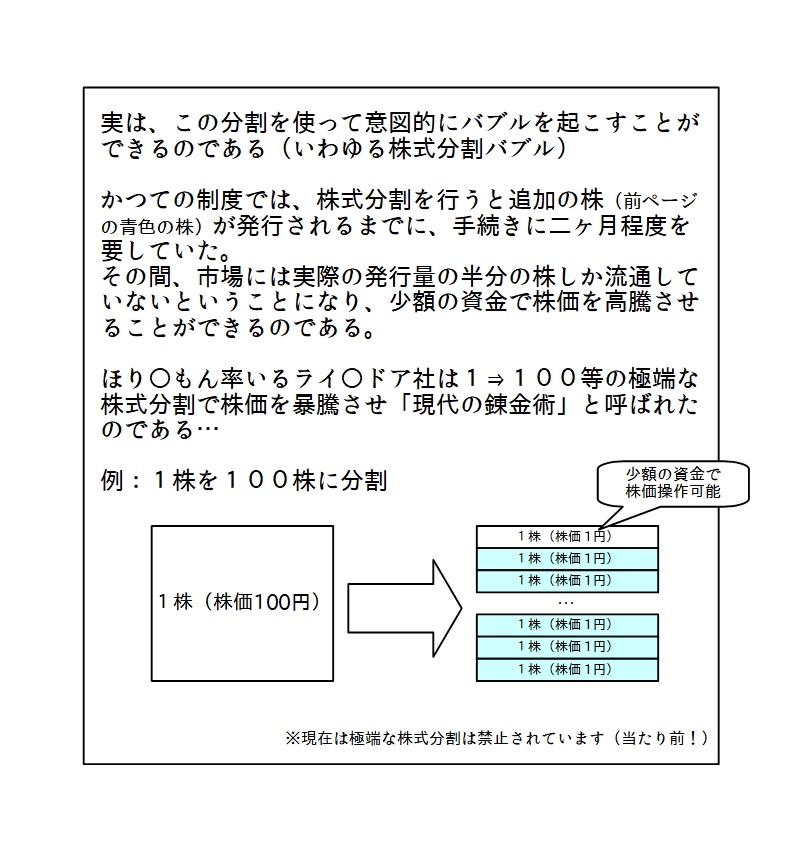 実は、この分割を使って意図的にバブルを起こすことが
できるのである（いわゆる株式分割バブル）
かつての制度では、株式分割を行うと追加の株（前ページ
の青色の株）が発行されるまでに、手続きに二ヶ月程度を
要していた。
その間、市場には実際の発行量の半分の株しか流通して
いないということになり、少額の資金で株価を高騰させ
ることができるのである。
ほり〇もん率いるライ〇ドア社は１⇒１００等の極端な
株式分割で株価を暴騰させ「現代の錬金術」と呼ばれた
のである…
例：１株を１００株に分割
少額の資金で
株価操作可能
１株（株価100円）
１株（株価１円）
１株（株価１円）
１株（株価１円）
…
１株（株価１円）
１株（株価１円）
１株（株価１円）
※現在は極端な株式分割は禁止されています（当たり前！）